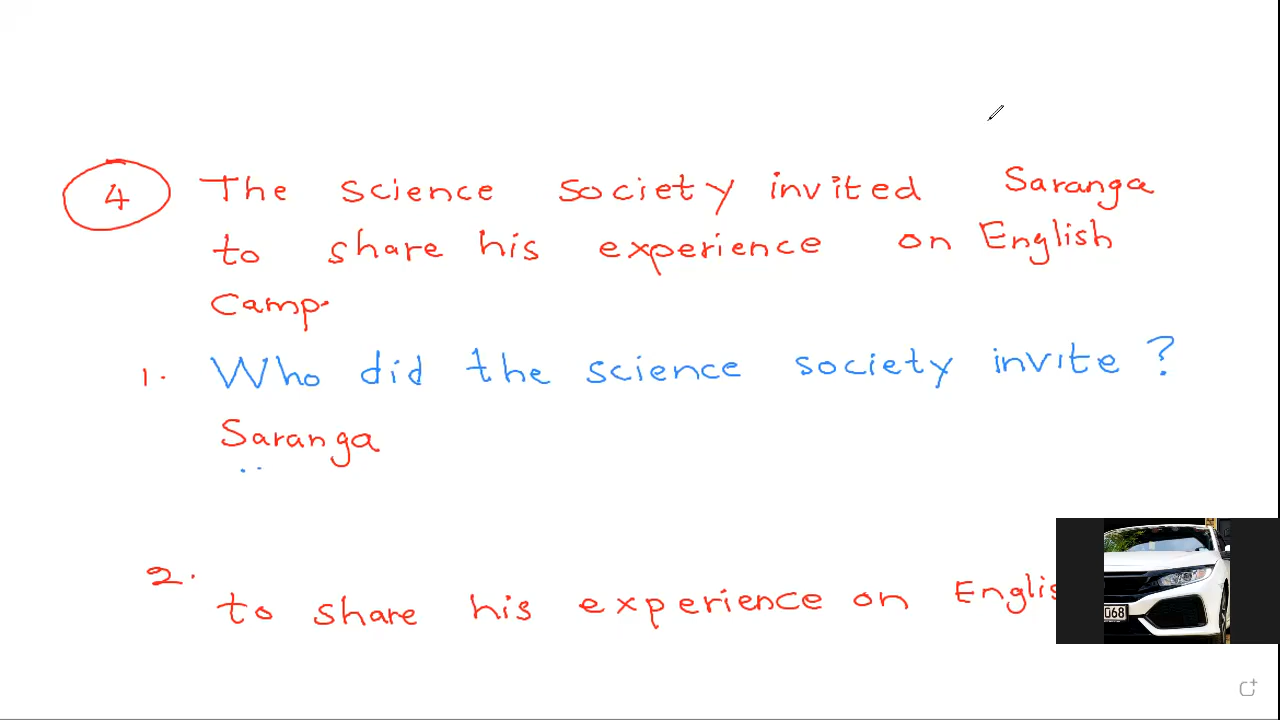 4 The science society invited Saranga
to share his experience on English
Camp.
1. Who did the science society invite ?
Saranga
2.
to share his experience on
068